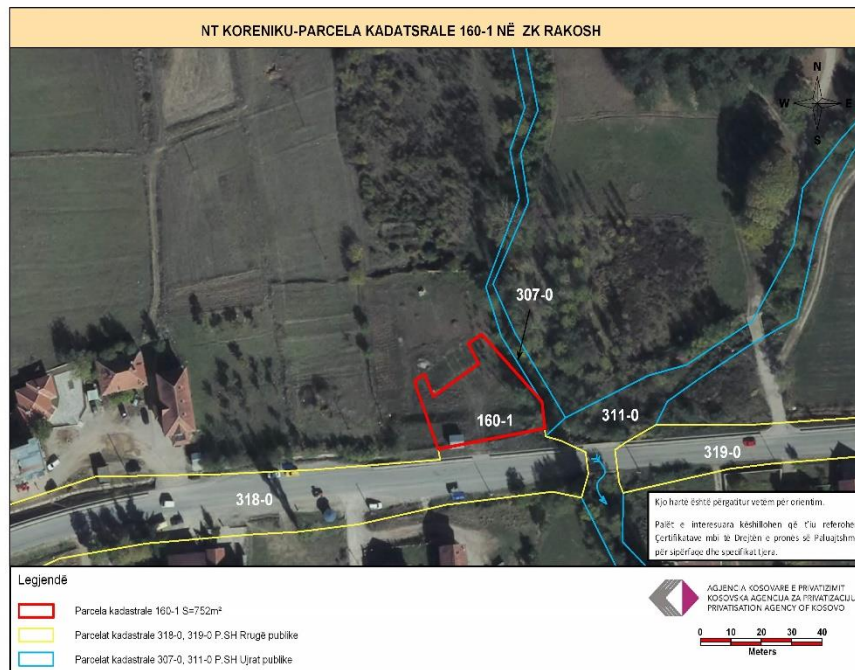 NT KORENIKU-PARCELA KADATSRALE 160-1 NË ZK RAKOSH
N
W E
S
307-0
160-1
311-0
319-0
318-0
Kjo hartë është përgatitur vetëm për orientim.
Palët e interesuara këshillohen që t'iu referohen
Çertifikatave mbi të Drejtën e pronës së Paluajtshme
për sipërfaqe dhe specifikat tjera.
Legjendë
Parcela kadastrale 160-1 S=752m²
Parcelat kadastrale 318-0, 319-0 P.SH Rrugë publike
Parcelat kadastrale 307-0, 311-0 P.SH Ujrat publike
AGJENCIA KOSOVARE E PRIVATIZIMIT
KOSOVSKA AGENCIJA ZA PRIVATIZACIJU
PRIVATISATION AGENCY OF KOSOVO
0 10 20 30 40
Meters